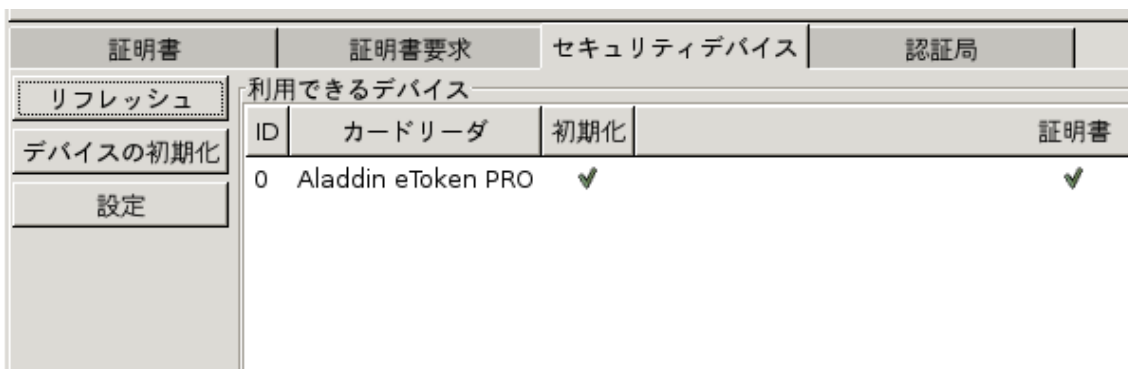 証明書 証明書要求 セキュリティデバイス 認証局
リフレッシュ
デバイスの初期化
設定
利用できるデバイス
ID カードリーダ 初期化 証明書
0 Aladdin eToken PRO ✔ ✔